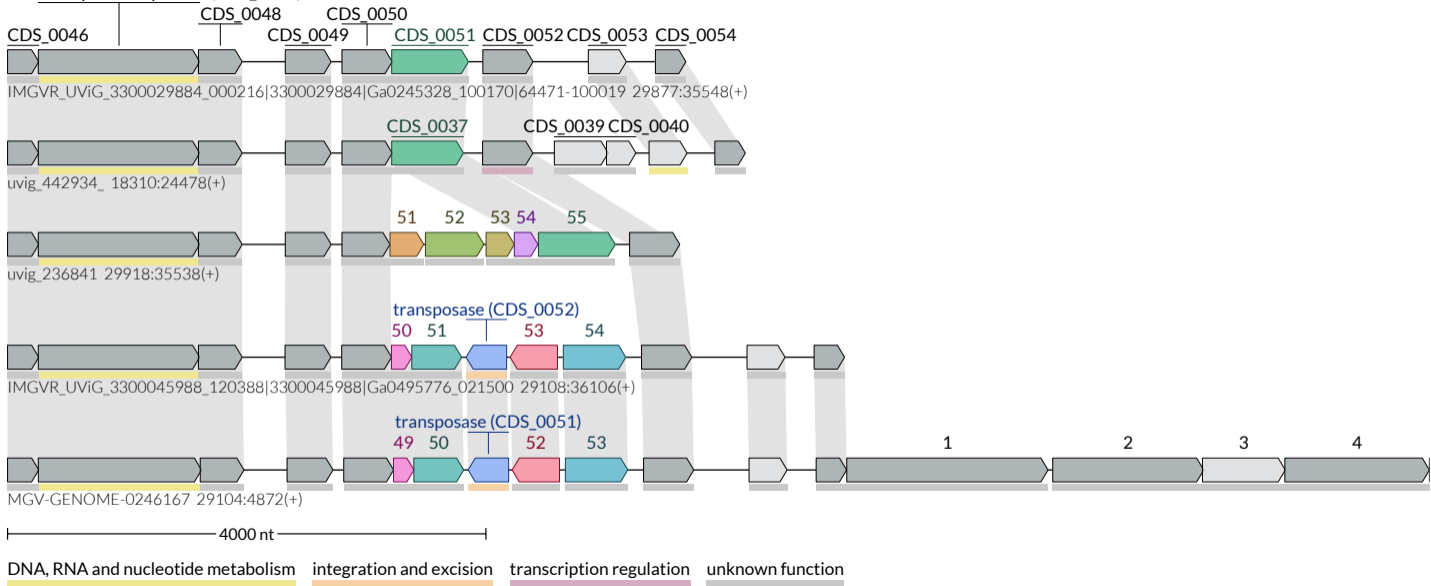 CDS_0048 CDS_0050
CDS_0046 CDS_0049 CDS_0051 CDS_0052 CDS_0053 CDS_0054
IMGVR_UViG_3300029884_000216|3300029884|Ga0245328_100170|64471-100019 29877:35548(+)
CDS_0037 CDS_0039 CDS_0040
uvig_442934_ 18310:24478(+)
51 52 53 54 55
uvig_236841 29918:35538(+)
transposase (CDS_0052)
50 51 53 54
IMGVR_UViG_3300045988_120388|3300045988|Ga0495776_021500 29108:36106(+)
transposase (CDS_0051)
49 50 52 53 1 2 3 4
MGV-GENOME-0246167 29104:4872(+)
4000 nt
DNA, RNA and nucleotide metabolism integration and excision transcription regulation unknown function